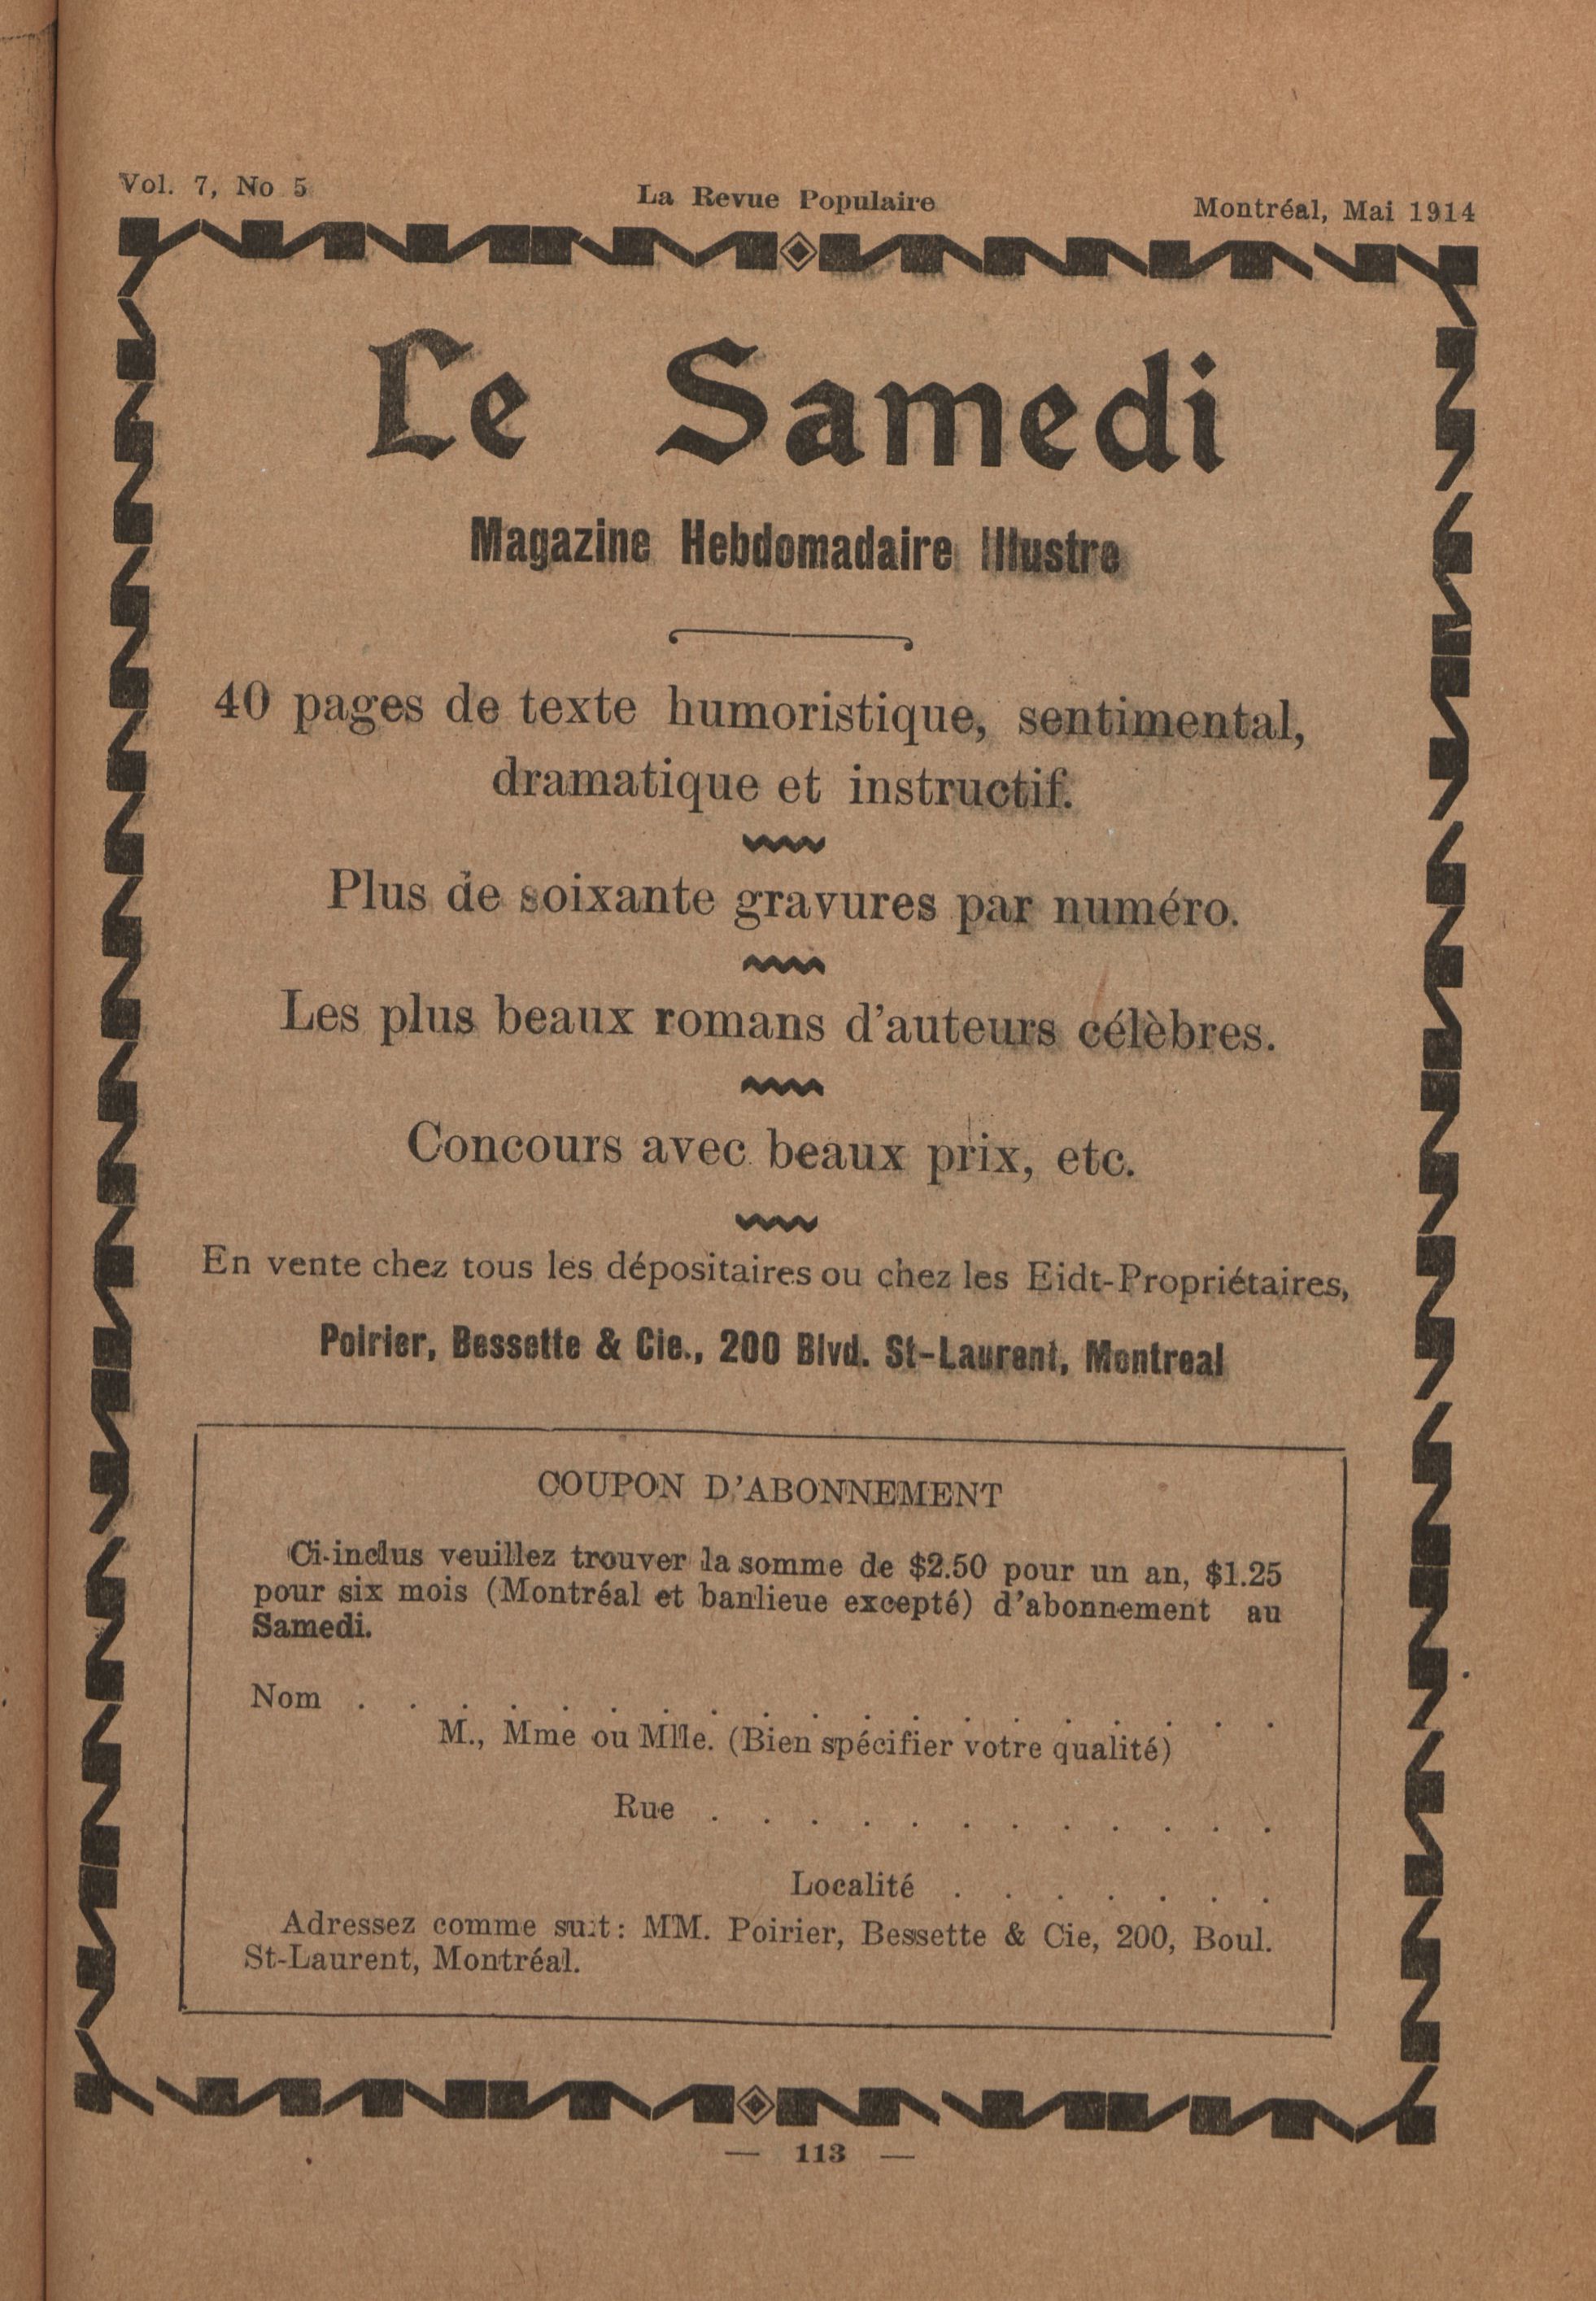 Vol. 7, No 5
La Revue Populaire
Montréal, Mai 1914
Le Samedi
Magazine Hebdomadaire Illustre
40 pages de texte humoristique, sentimental,
dramatique et instructif.
Plus de soixante gravures par numéro.
Les plus beaux romans d'auteurs célèbres.
Concours avec beaux prix, etc.
En vente chez tous les dépositaires ou chez les Eidt-Propriétaires,
Poirier, Bessette & Cie., 200 Blvd. St-Laurent, Montreal
COUPON D'ABONNEMENT
Ci-inclus veuillez trouver la somme de $2.50 pour un an, $1.25
pour six mois (Montréal et banlieue excepté) d'abonnement au
Samedi.
Nom . . . . . . . . . . . . . . . . . . .
M., Mme ou Mlle. (Bien spécifier votre qualité)
Rue . . . . . . . . . . . .
Localité . . . . . . .
Adressez comme suit: MM. Poirier, Bessette & Cie, 200, Boul.
St-Laurent, Montréal.
— 113 —